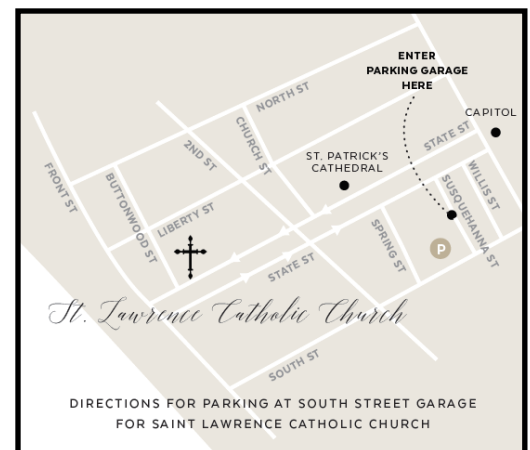 ENTER
PARKING GARAGE
HERE
CAPITOL
NORTH ST
CHURCH ST
STATE ST
2ND ST
ST. PATRICK'S
CATHEDRAL
FRONT ST
BUTTONWOOD ST
WILLIS ST
SUSQUEHANNA ST
LIBERTY ST
SPRING ST
P
STATE ST
St. Lawrence Catholic Church
SOUTH ST
DIRECTIONS FOR PARKING AT SOUTH STREET GARAGE
FOR SAINT LAWRENCE CATHOLIC CHURCH